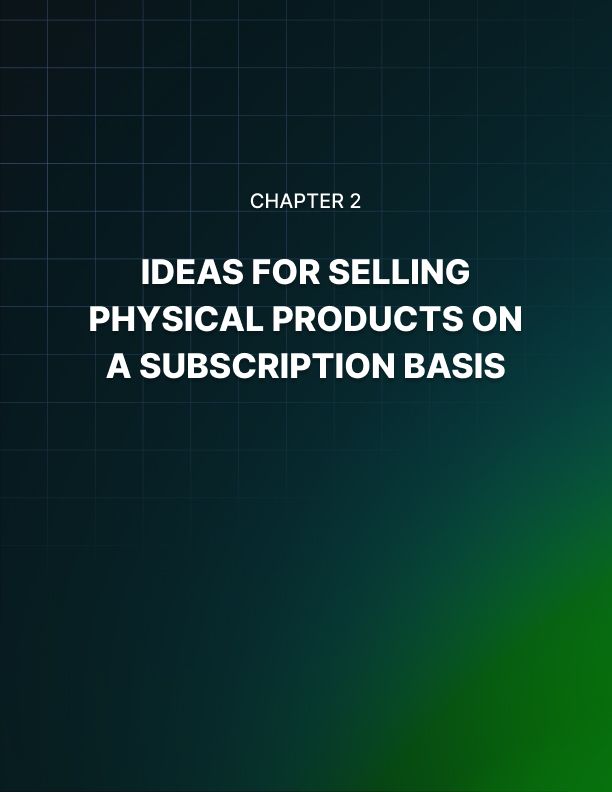 CHAPTER 2
IDEAS FOR SELLING
PHYSICAL PRODUCTS ON
A SUBSCRIPTION BASIS